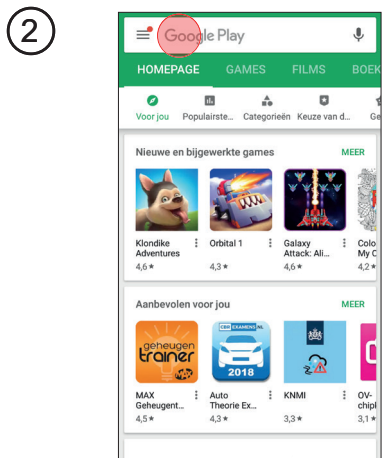 2
Google Play
HOMEPAGE GAMES FILMS BOEK
Voor jou Populairste... Categorieën Keuze van d... Ge
Nieuwe en bijgewerkte games MEER
Klondike Adventures
4,6★
Orbital 1
4,3★
Galaxy Attack: Ali...
4,6★
Colo
My C
4,2★
Aanbevolen voor jou MEER
geheugen
trainer
MAX
CBR EXAMENS NL
2018
MAX
Geheugent...
4,5★
Auto
Theorie Ex...
4,3★
KNMI
3,3★
OV-
chipl
3,1★